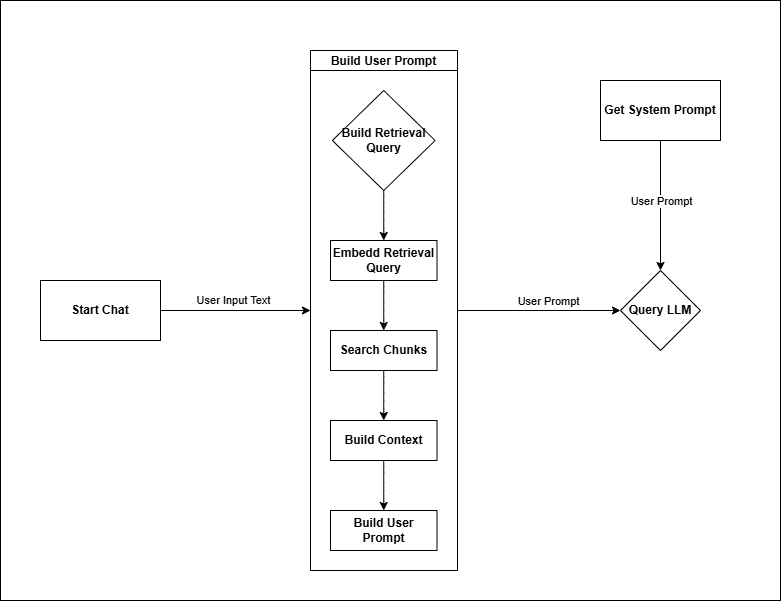 Build User Prompt
Build Retrieval
Query
Get System Prompt
User Prompt
Embedd Retrieval
Query
Start Chat
User Input Text
User Prompt
Query LLM
Search Chunks
Build Context
Build User
Prompt